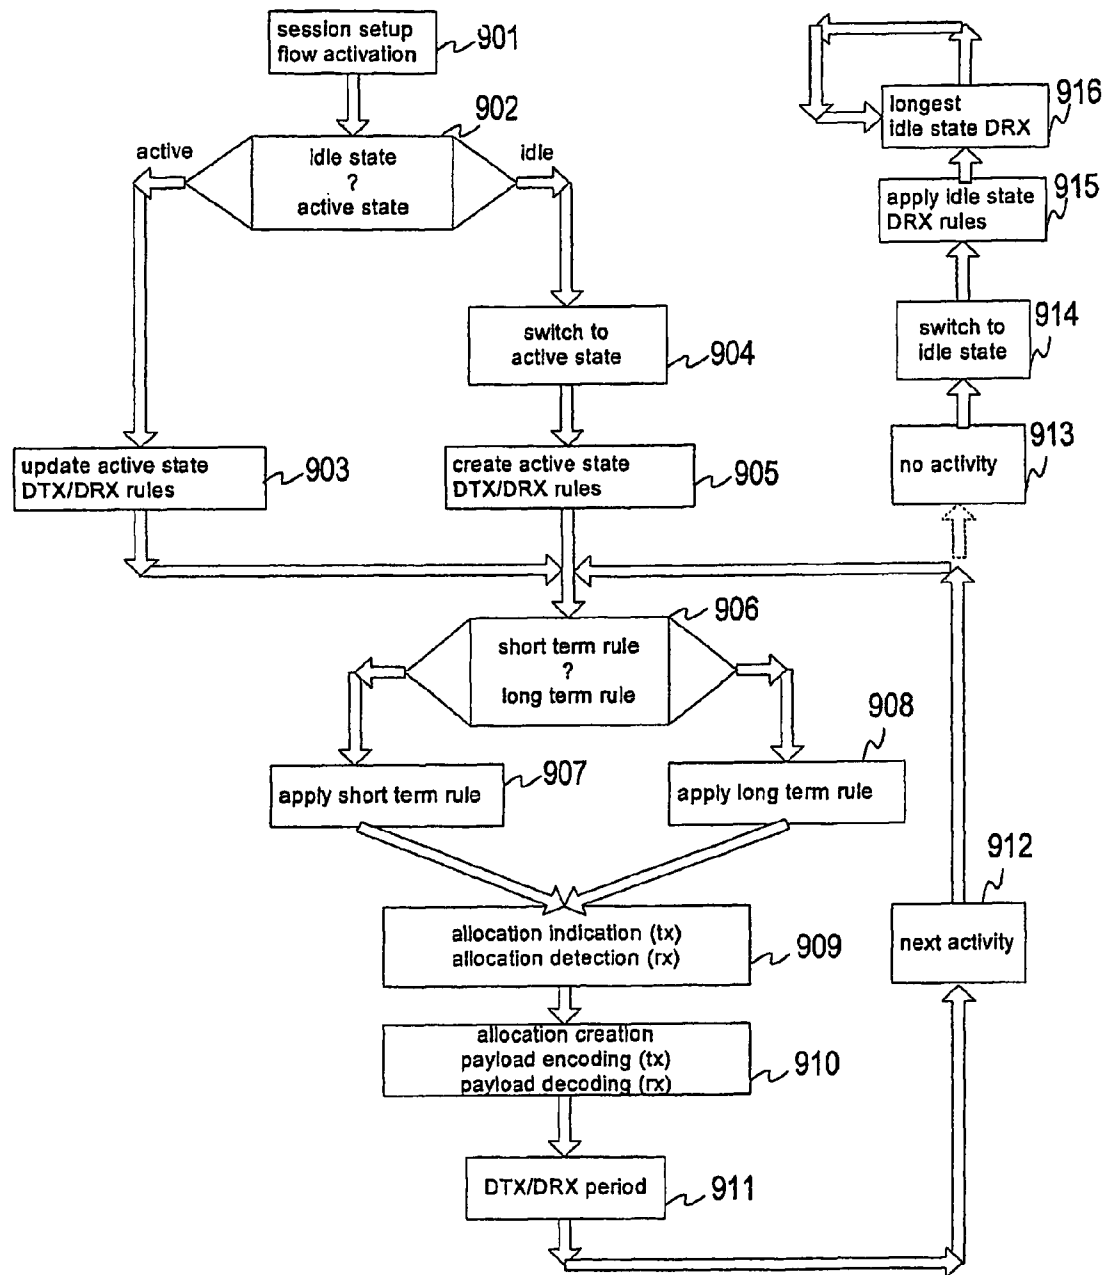 session setup
flow activation
901
902
active
idle
idle state
?
active state
switch to
active state
904
update active state
DTX/DRX rules
903
create active state
DTX/DRX rules
905
906
short term rule
?
long term rule
907
apply short term rule
908
apply long term rule
allocation indication (tx)
allocation detection (rx)
909
allocation creation
payload encoding (tx)
payload decoding (rx)
910
DTX/DRX period
911
912
next activity
913
no activity
914
switch to
idle state
915
apply idle state
DRX rules
916
longest
idle state DRX